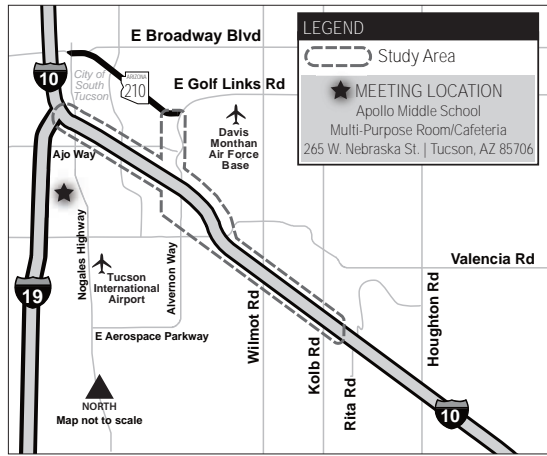 E Broadway Blvd
LEGEND
Study Area
MEETING LOCATION
Apollo Middle School
Multi-Purpose Room/Cafeteria
265 W. Nebraska St. | Tucson, AZ 85706
10
City of
South
Tucson
ARIZONA
210
E Golf Links Rd
Davis
Monthan
Air Force
Base
Ajo Way
Nogales Highway
Tucson
International
Airport
Alvernon Way
Valencia Rd
19
E Aerospace Parkway
Wilmot Rd
Kolb Rd
Rita Rd
Houghton Rd
NORTH
Map not to scale
10